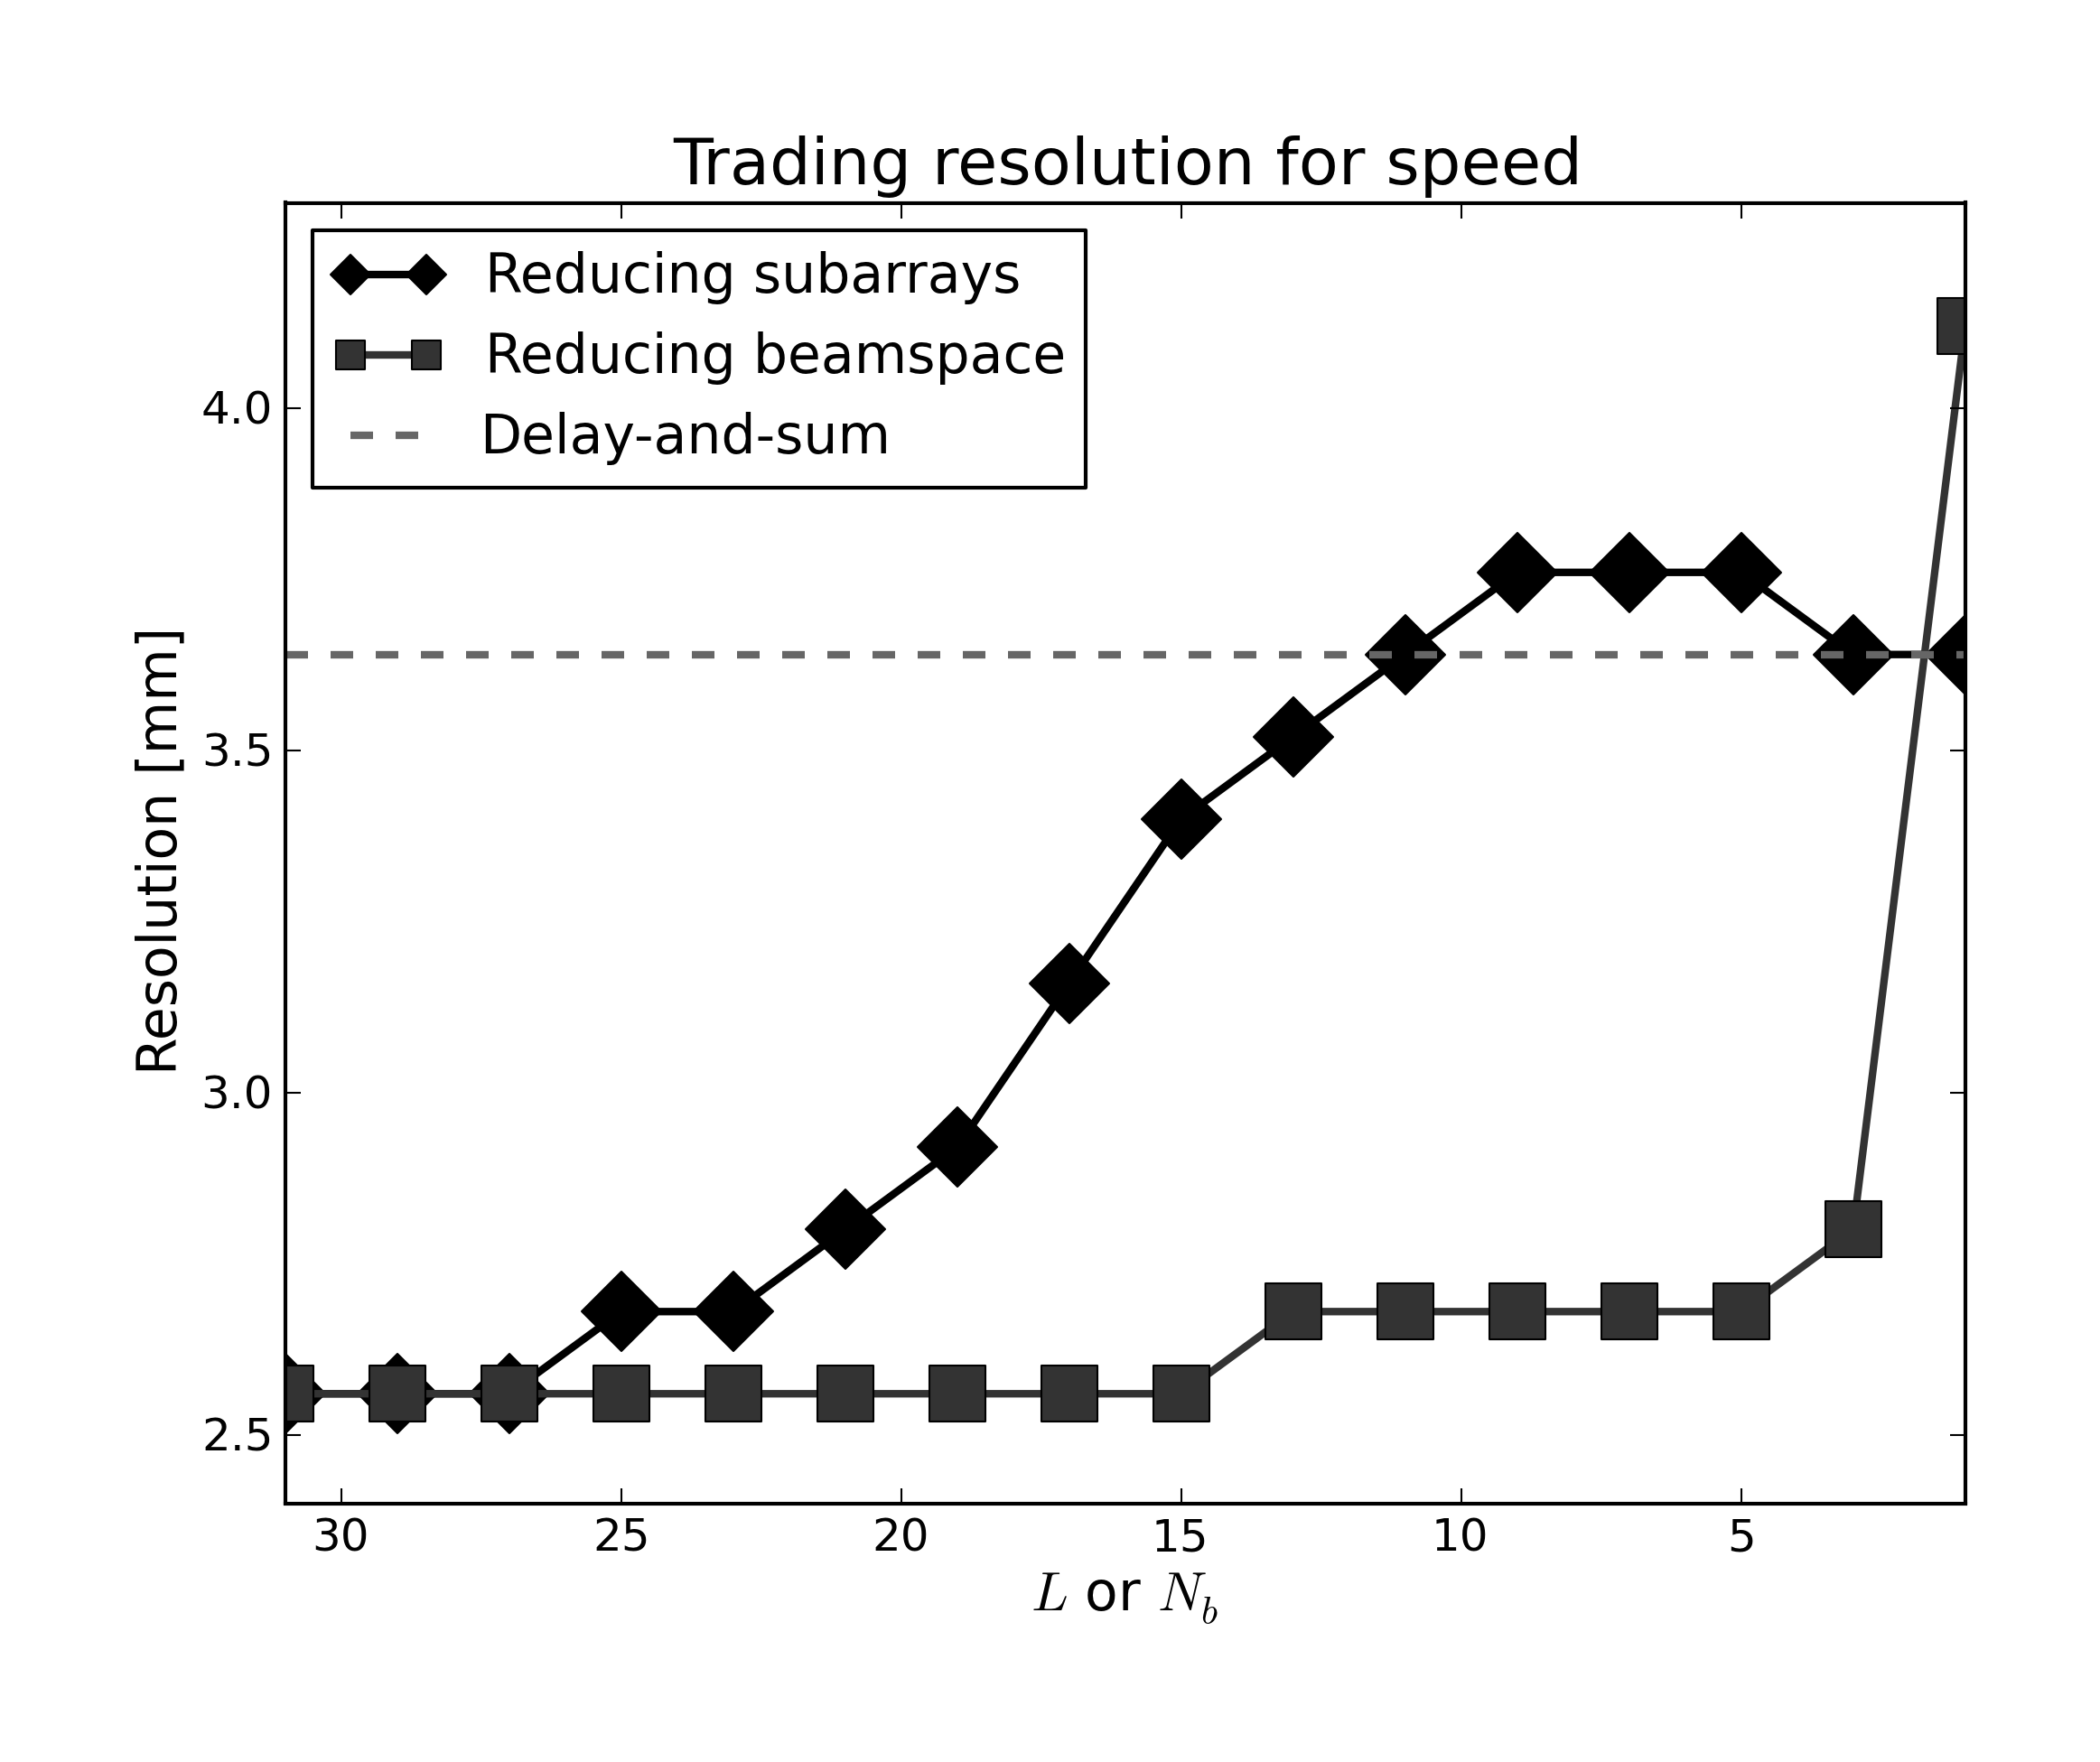 Trading resolution for speed
Reducing subarrays
Reducing beamspace
Delay-and-sum
Resolution [mm]
4.0
3.5
3.0
2.5
30 25 20 15 10 5
L or N_b